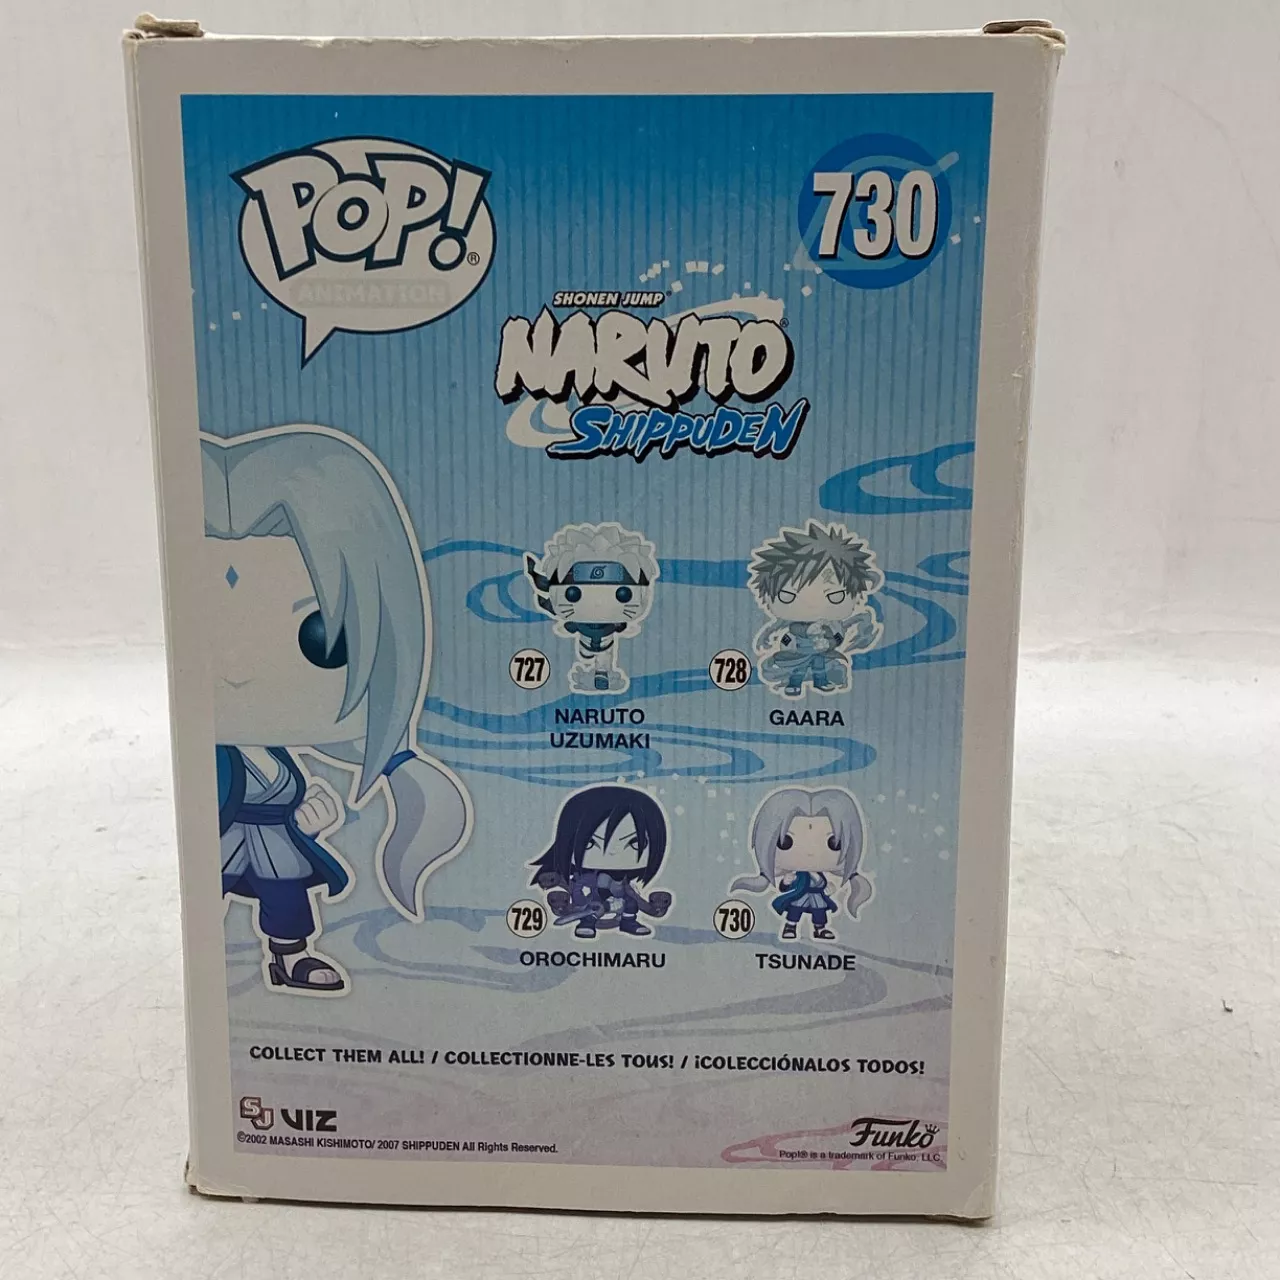 POP!®
ANIMATION
730
SHONEN JUMP®
NARUTO®
SHIPPUDEN
727
NARUTO
UZUMAKI
728
GAARA
729
OROCHIMARU
730
TSUNADE
COLLECT THEM ALL! / COLLECTIONNE-LES TOUS! / ¡COLECCIÓNALOS TODOS!
SJ VIZ
©2002 MASASHI KISHIMOTO/ 2007 SHIPPUDEN All Rights Reserved.
Funko
Pop!® is a trademark of Funko, LLC